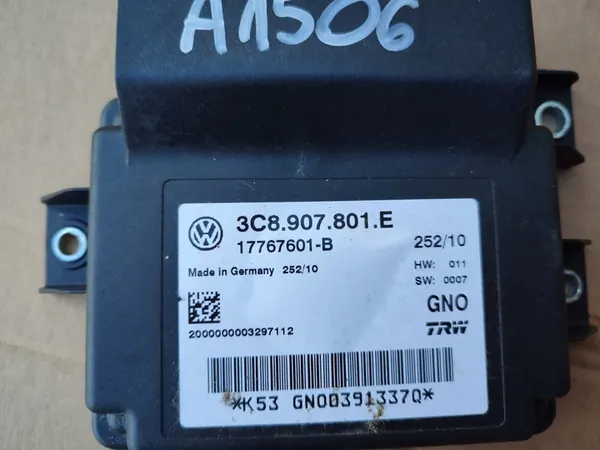 A1506
3C8.907.801.E
17767601-B
252/10
Made in Germany 252/10
HW: 011
SW: 0007
GNO
2000000003297112
TRW
*K53 GNO0391337Q*